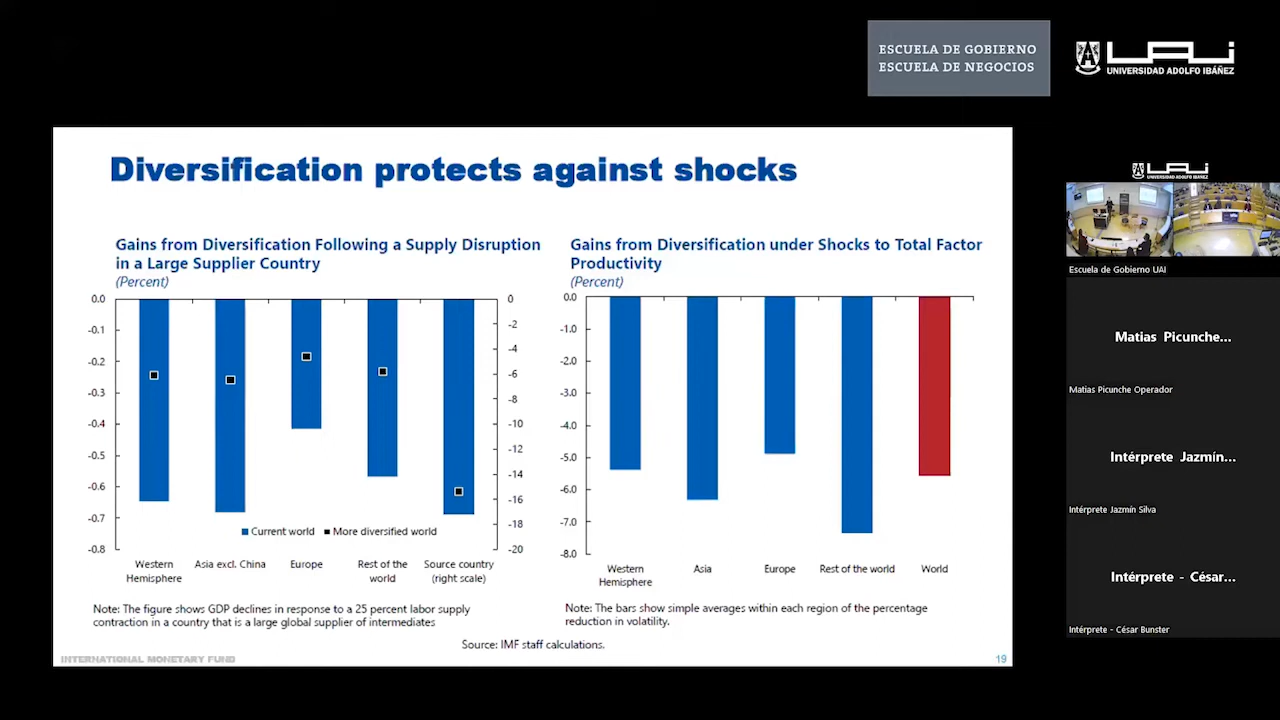 ESCUELA DE GOBIERNO
ESCUELA DE NEGOCIOS
UAI
UNIVERSIDAD ADOLFO IBÁÑEZ
Diversification protects against shocks
Gains from Diversification Following a Supply Disruption
in a Large Supplier Country
(Percent)
0.0
-0.1
-0.2
-0.3
-0.4
-0.5
-0.6
-0.7
-0.8
0
-2
-4
-6
-8
-10
-12
-14
-16
-18
-20
Current world
More diversified world
Western
Hemisphere
Asia excl. China
Europe
Rest of the
world
Source country
(right scale)
Note: The figure shows GDP declines in response to a 25 percent labor supply
contraction in a country that is a large global supplier of intermediates
Gains from Diversification under Shocks to Total Factor
Productivity
(Percent)
0.0
-1.0
-2.0
-3.0
-4.0
-5.0
-6.0
-7.0
-8.0
Western
Hemisphere
Asia
Europe
Rest of the world
World
Note: The bars show simple averages within each region of the percentage
reduction in volatility.
Source: IMF staff calculations.
INTERNATIONAL MONETARY FUND
19
UAI
UNIVERSIDAD ADOLFO IBÁÑEZ
Escuela de Gobierno UAI
Matias Picunche...
Matias Picunche Operador
Intérprete Jazmín...
Intérprete Jazmín Silva
Intérprete - César...
Intérprete - César Bunster